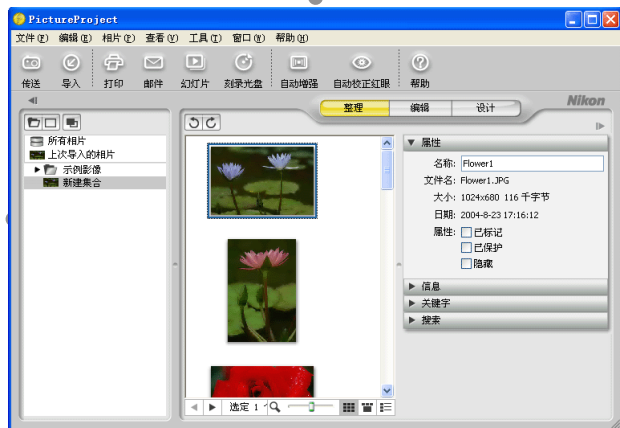 PictureProject
文件(F) 编辑(E) 相片(P) 查看(V) 工具(T) 窗口(W) 帮助(H)
传送 导入 打印 邮件 幻灯片 刻录光盘 自动增强 自动校正红眼 帮助
整理 编辑 设计 Nikon
所有相片
上次导入的相片
示例影像
新建集合
属性
名称: Flower1
文件名: Flower1.JPG
大小: 1024x680 116 千字节
日期: 2004-8-23 17:16:12
属性: 已标记
已保护
隐藏
信息
关键字
搜索
选定 1